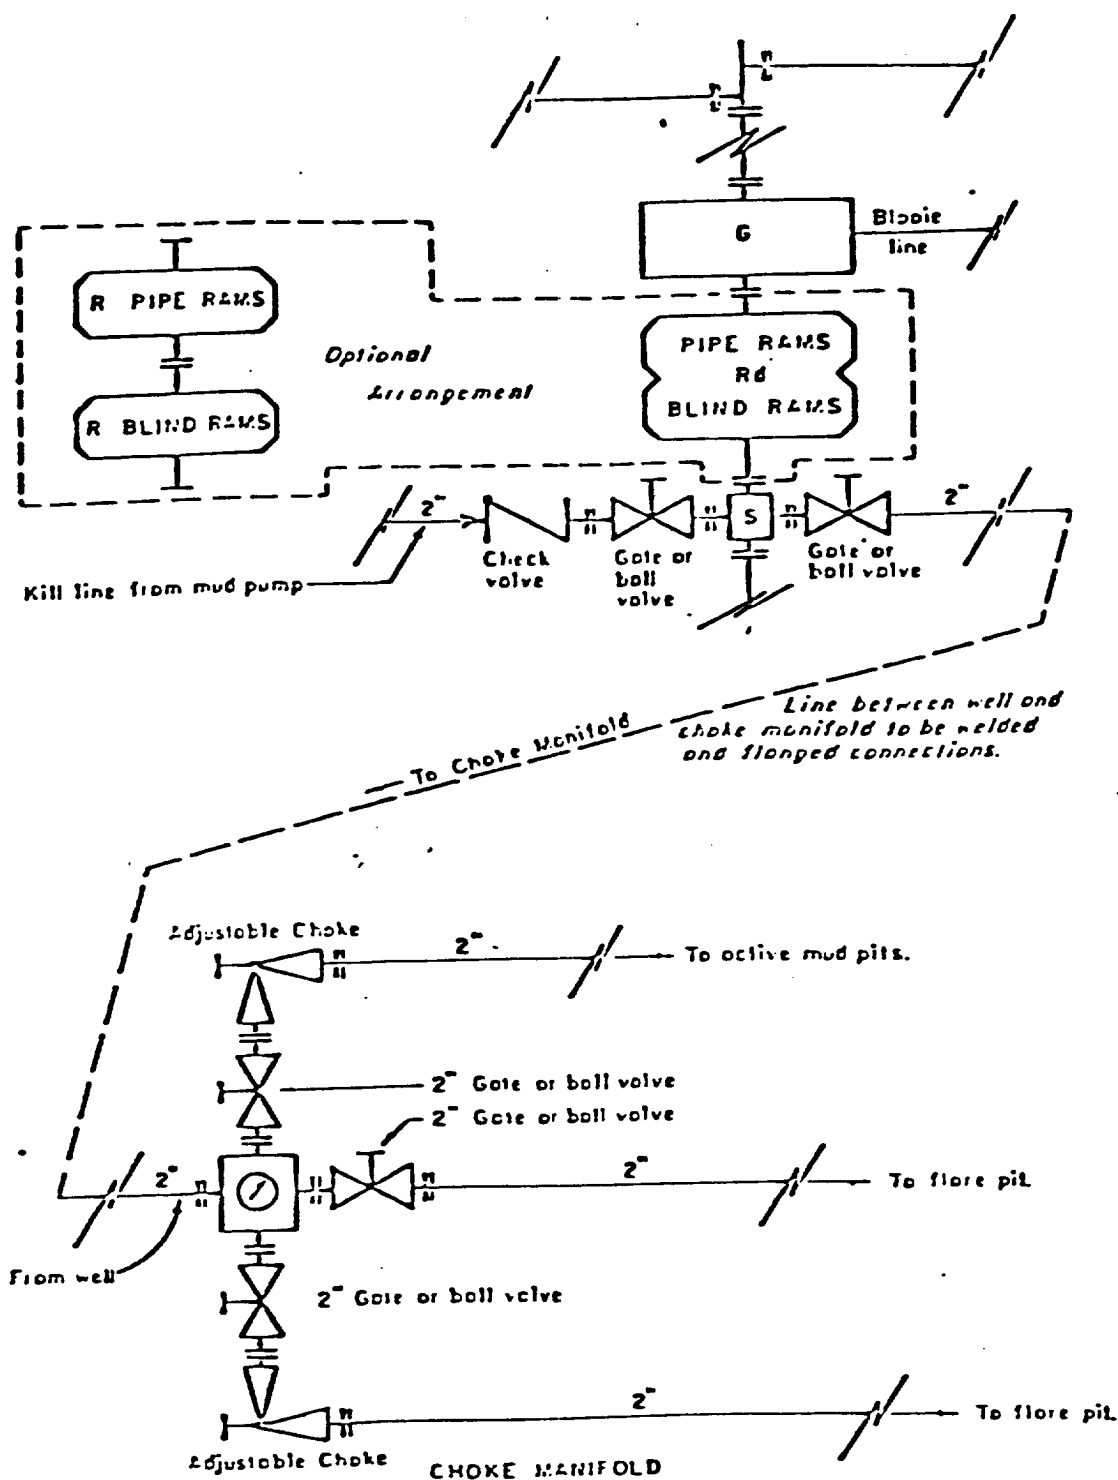 G
Blooie
line
R PIPE RAMS
R BLIND RAMS
Optional
Arrangement
PIPE RAMS
Rd
BLIND RAMS
2"
S
2"
Check
valve
Gate or
ball
valve
Gate or
ball valve
Kill line from mud pump
Line between well and
choke manifold to be welded
and flanged connections.
To Choke Manifold
Adjustable Choke
2"
To active mud pits.
2" Gate or ball valve
2" Gate or ball valve
2"
2"
To flare pit.
From well
2" Gate or ball valve
2"
To flare pit.
Adjustable Choke
CHOKE MANIFOLD